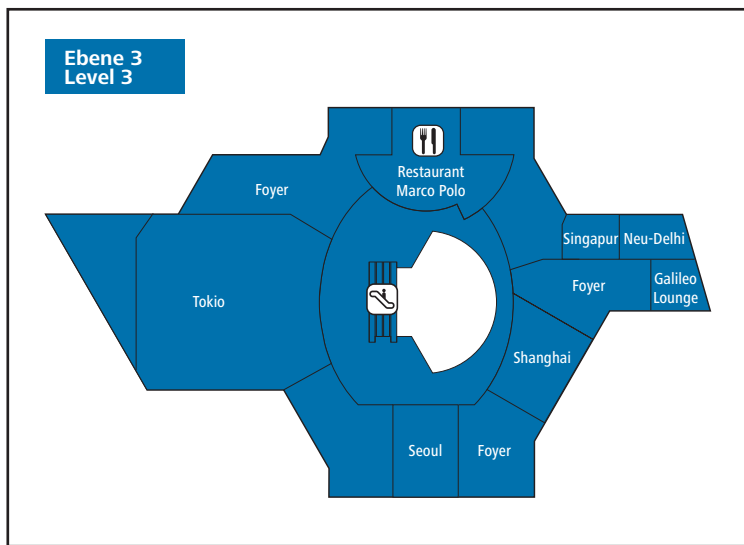 Ebene 3
Level 3
Restaurant
Marco Polo
Foyer
Singapur
Neu-Delhi
Tokio
Foyer
Galileo
Lounge
Shanghai
Seoul
Foyer